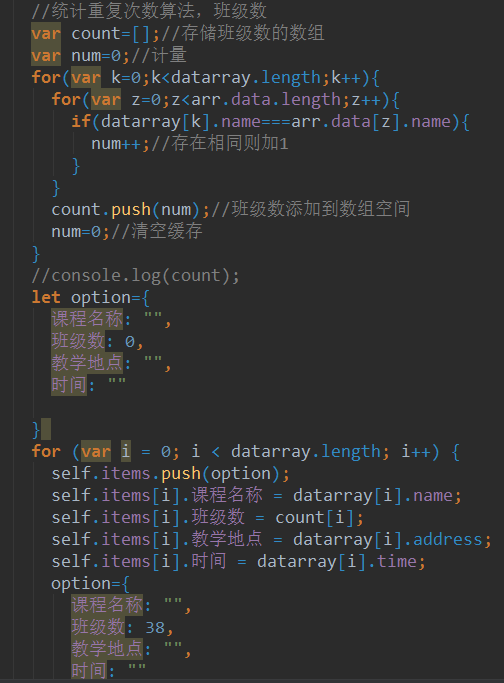 //统计重复次数算法，班级数
var count=[];//存储班级数的数组
var num=0;//计量
for(var k=0;k<datarray.length;k++){
for(var z=0;z<arr.data.length;z++){
if(datarray[k].name===arr.data[z].name){
num++;//存在相同则加1
}
}
count.push(num);//班级数添加到数组空间
num=0;//清空缓存
}
//console.log(count);
let option={
课程名称: "",
班级数: 0,
教学地点: "",
时间: ""
}
for (var i = 0; i < datarray.length; i++) {
self.items.push(option);
self.items[i].课程名称 = datarray[i].name;
self.items[i].班级数 = count[i];
self.items[i].教学地点 = datarray[i].address;
self.items[i].时间 = datarray[i].time;
option={
课程名称: "",
班级数: 38,
教学地点: "",
时间: ""